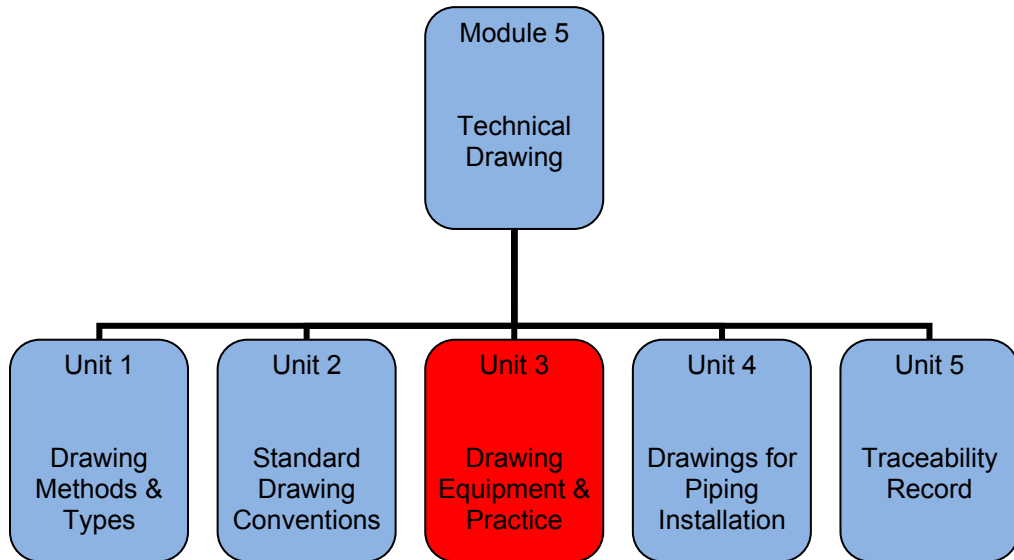 Module 5
Technical
Drawing
Unit 1
Drawing
Methods &
Types
Unit 2
Standard
Drawing
Conventions
Unit 3
Drawing
Equipment &
Practice
Unit 4
Drawings for
Piping
Installation
Unit 5
Traceability
Record